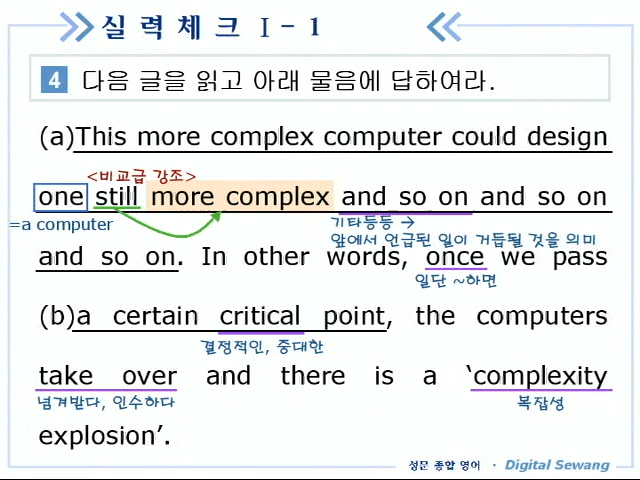 실력체크 I - 1
4 다음 글을 읽고 아래 물음에 답하여라.
(a)This more complex computer could design
<비교급 강조>
one still more complex and so on and so on
=a computer
기타등등 →
앞에서 언급된 일이 거듭될 것을 의미
and so on. In other words, once we pass
일단 ~하면
(b)a certain critical point, the computers
결정적인, 중대한
take over and there is a ‘complexity
넘겨받다, 인수하다
복잡성
explosion’.
성문 종합 영어 · Digital Sewang